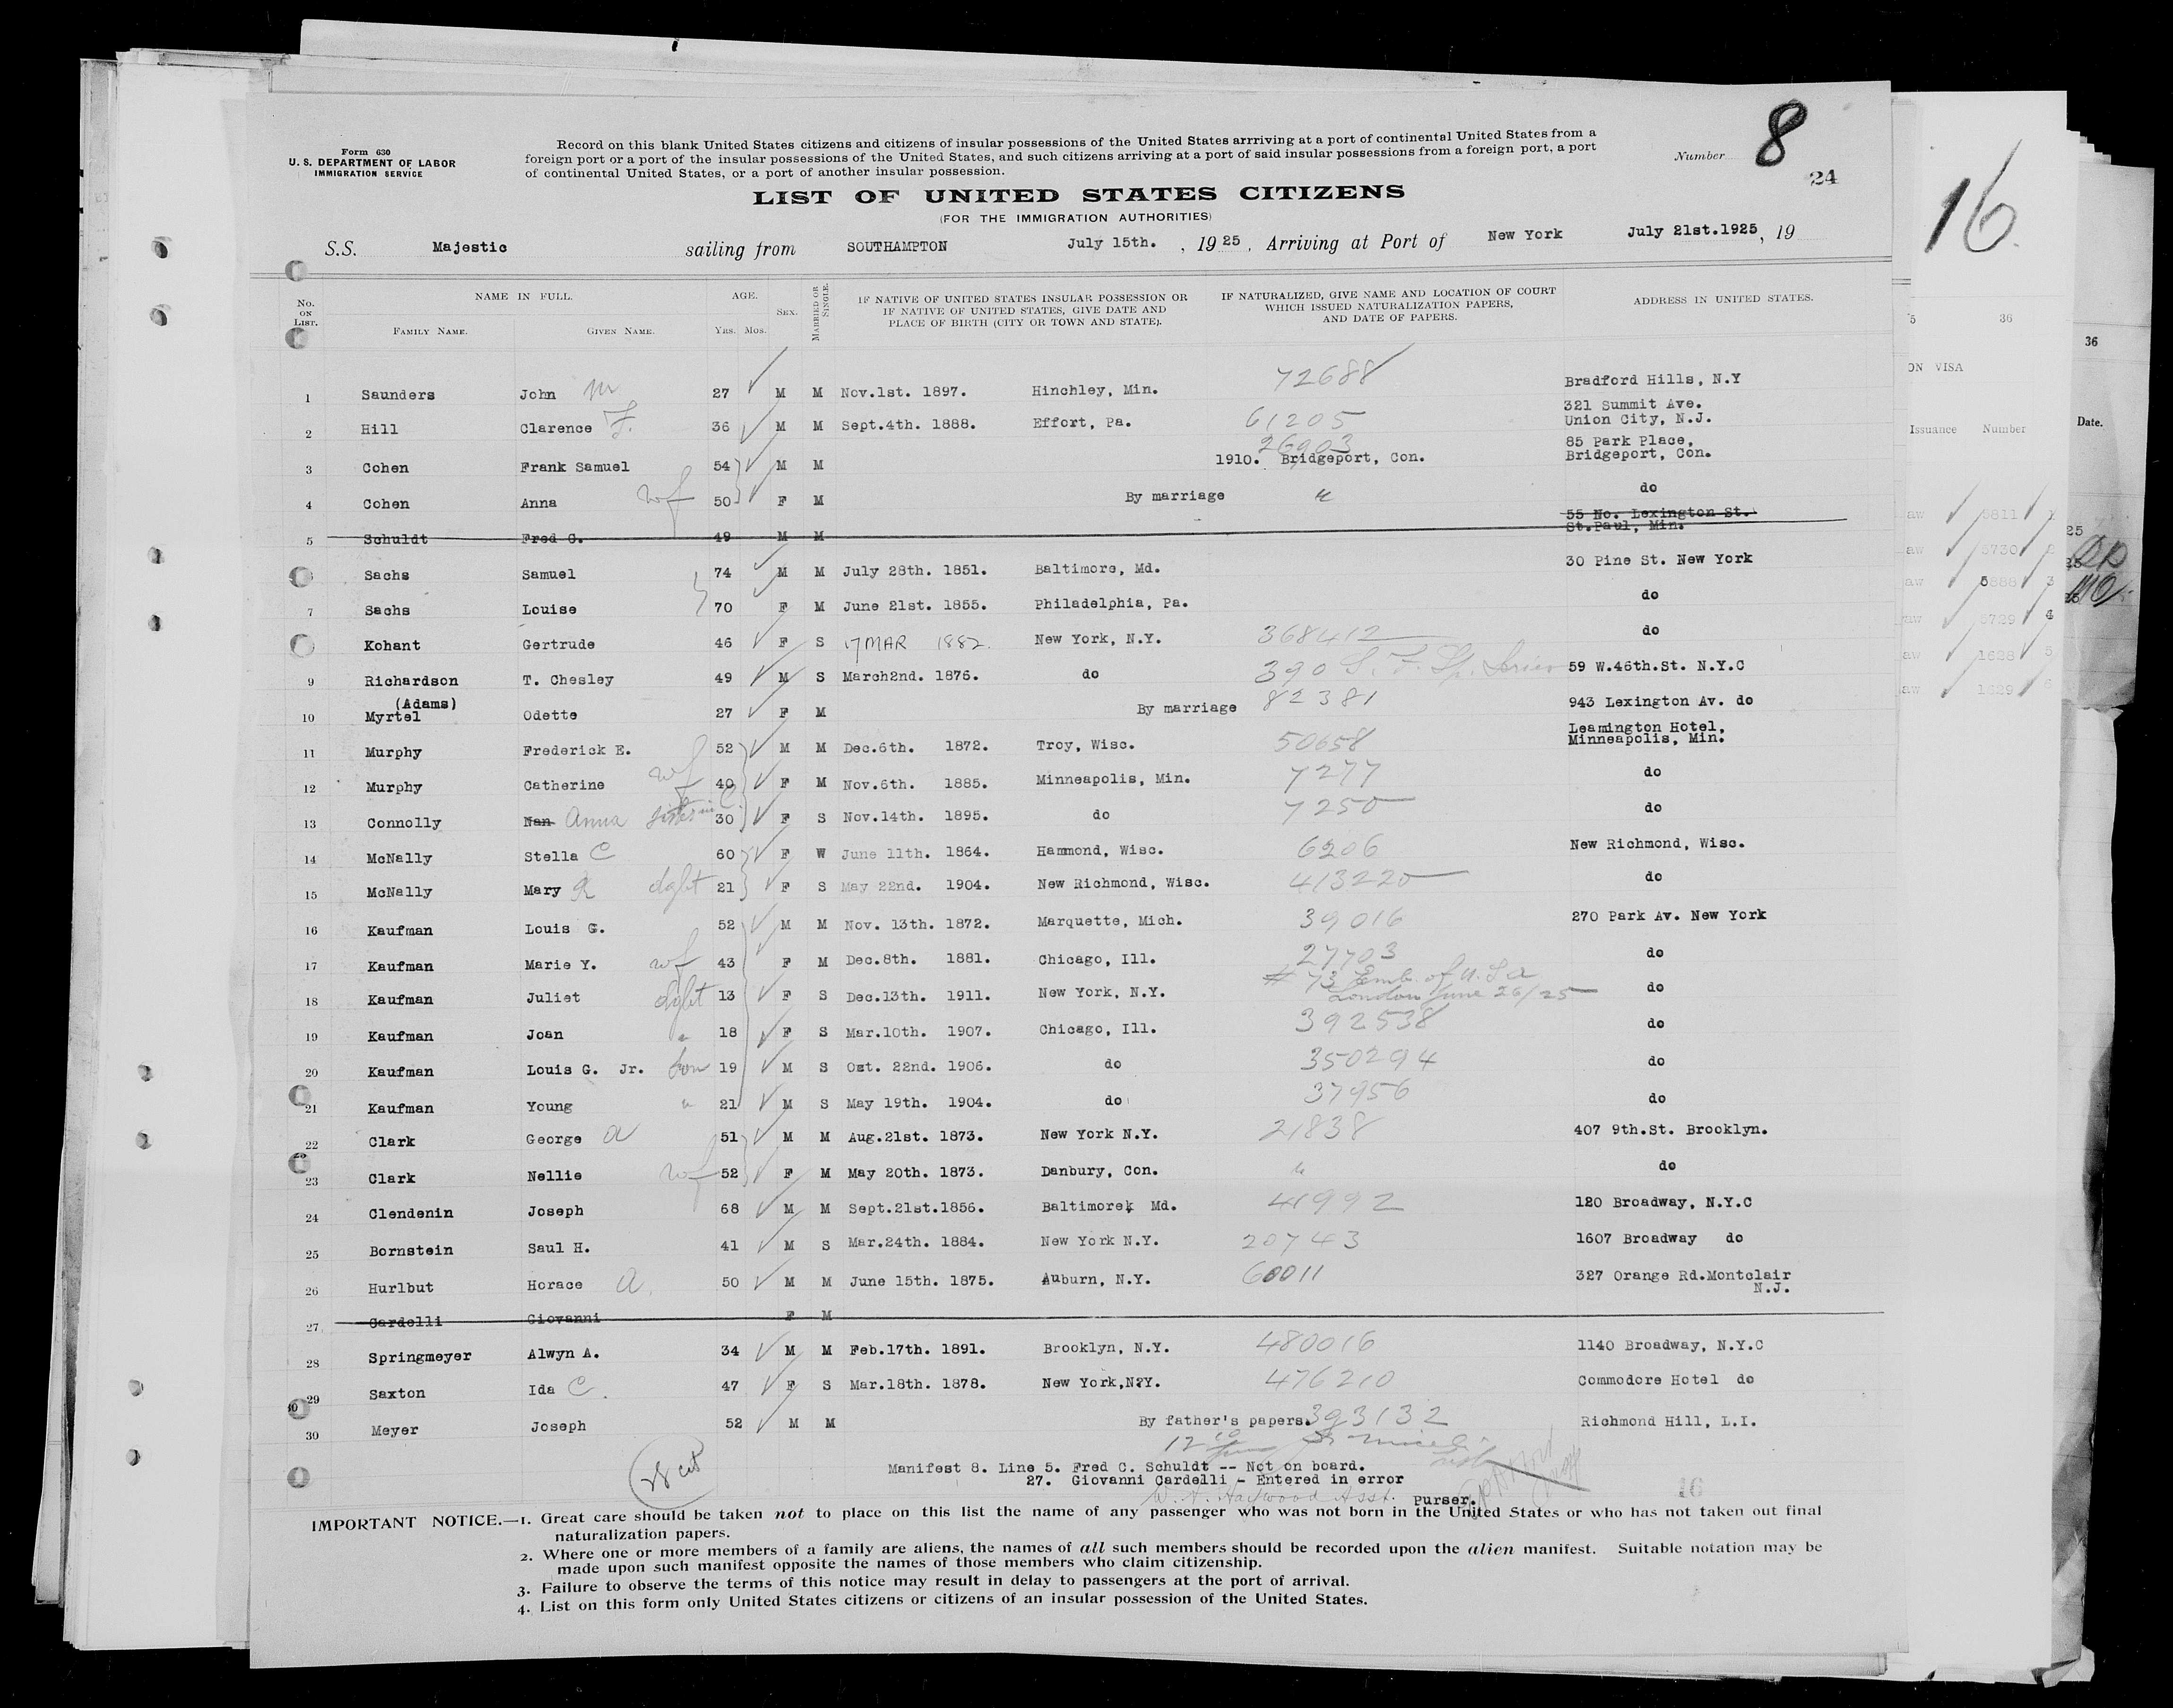 Form 630
U. S. DEPARTMENT OF LABOR
IMMIGRATION SERVICE
Record on this blank United States citizens and citizens of insular possessions of the United States arrriving at a port of continental United States from a
foreign port or a port of the insular possessions of the United States, and such citizens arriving at a port of said insular possessions from a foreign port, a port
of continental United States, or a port of another insular possession.
Number 8
24
LIST OF UNITED STATES CITIZENS
(FOR THE IMMIGRATION AUTHORITIES)
S.S. Majestic sailing from SOUTHAMPTON July 15th. , 1925, Arriving at Port of New York July 21st.1925, 19
No. ON LIST. NAME IN FULL. AGE. SEX. MARRIED OR SINGLE. IF NATIVE OF UNITED STATES INSULAR POSSESSION OR IF NATIVE OF UNITED STATES, GIVE DATE AND PLACE OF BIRTH (CITY OR TOWN AND STATE). IF NATURALIZED, GIVE NAME AND LOCATION OF COURT WHICH ISSUED NATURALIZATION PAPERS, AND DATE OF PAPERS. ADDRESS IN UNITED STATES.
FAMILY NAME. GIVEN NAME. YRS. MOS.
1 Saunders John M 27 M M Nov.1st. 1897. Hinchley, Min. 72688 Bradford Hills, N.Y
2 Hill Clarence F. 36 M M Sept.4th. 1888. Effort, Pa. 61205 321 Summit Ave. Union City, N.J.
3 Cohen Frank Samuel 54 M M 26903 1910. Bridgeport, Con. 85 Park Place, Bridgeport, Con.
4 Cohen Anna wf 50 F M By marriage " do
5 Schuldt Fred C. 49 M M 55 No. Lexington St. St.Paul, Min.
Sachs Samuel 74 M M July 28th. 1851. Baltimore, Md. 30 Pine St. New York
7 Sachs Louise 70 F M June 21st. 1855. Philadelphia, Pa. do
Kohant Gertrude 46 F S 17 MAR 1882. New York, N.Y. 368412 do
9 Richardson T. Chesley 49 M S March2nd. 1876. do 390 59 W.46th.St. N.Y.C
10 (Adams) Myrtel Odette 27 F M By marriage 82381 943 Lexington Av. do
11 Murphy Frederick E. 52 M M Dec.6th. 1872. Troy, Wisc. 50658 Leamington Hotel, Minneapolis, Min.
12 Murphy Catherine wf 40 F M Nov.6th. 1885. Minneapolis, Min. 7277 do
13 Connolly Nan Anna 30 F S Nov.14th. 1895. do 7250 do
14 McNally Stella C 60 F W June 11th. 1864. Hammond, Wisc. 6206 New Richmond, Wisc.
15 McNally Mary dght 21 F S May 22nd. 1904. New Richmond, Wisc. 413220 do
16 Kaufman Louis G. 52 M M Nov. 13th. 1872. Marquette, Mich. 39016 270 Park Av. New York
17 Kaufman Marie Y. wf 43 F M Dec.8th. 1881. Chicago, Ill. 27703 do
18 Kaufman Juliet dght 13 F S Dec.13th. 1911. New York, N.Y. # 73 Emb. of U.S.A London June 26/25 do
19 Kaufman Joan " 18 F S Mar.10th. 1907. Chicago, Ill. 392538 do
20 Kaufman Louis G. Jr. son 19 M S Oct. 22nd. 1906. do 350294 do
21 Kaufman Young " 21 M S May 19th. 1904. do 37956 do
22 Clark George A 51 M M Aug.21st. 1873. New York N.Y. 21838 407 9th.St. Brooklyn.
23 Clark Nellie wf 52 F M May 20th. 1873. Danbury, Con. " do
24 Clendenin Joseph 68 M M Sept.21st.1856. Baltimore, Md. 41992 120 Broadway, N.Y.C
25 Bornstein Saul H. 41 M S Mar.24th. 1884. New York N.Y. 20743 1607 Broadway do
26 Hurlbut Horace A. 50 M M June 15th. 1875. Auburn, N.Y. 60011 327 Orange Rd.Montclair N.J.
27. Cardelli Giovanni F M
28 Springmeyer Alwyn A. 34 M M Feb.17th. 1891. Brooklyn, N.Y. 480016 1140 Broadway, N.Y.C
29 Saxton Ida C. 47 F S Mar.18th. 1878. New York,N.Y. 476210 Commodore Hotel do
30 Meyer Joseph 52 M M By father's papers. 393132 Richmond Hill, L.I.
28 cit
Manifest 8. Line 5. Fred C. Schuldt -- Not on board.
27. Giovanni Cardelli - Entered in error
Asst. Purser.
16
IMPORTANT NOTICE.—1. Great care should be taken not to place on this list the name of any passenger who was not born in the United States or who has not taken out final
naturalization papers.
2. Where one or more members of a family are aliens, the names of all such members should be recorded upon the alien manifest. Suitable notation may be
made upon such manifest opposite the names of those members who claim citizenship.
3. Failure to observe the terms of this notice may result in delay to passengers at the port of arrival.
4. List on this form only United States citizens or citizens of an insular possession of the United States.
16
36
ON VISA
Issuance Number
36
Date.